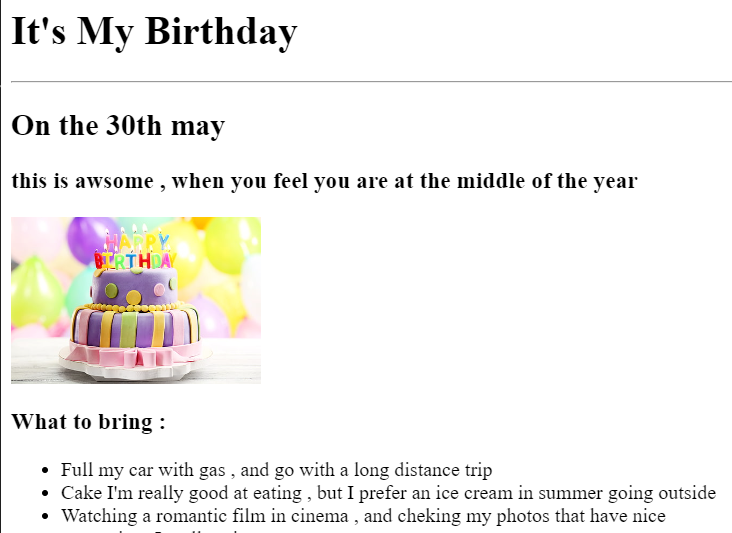 It's My Birthday
On the 30th may
this is awsome , when you feel you are at the middle of the year
HAPPY
BIRTHDAY
What to bring :
Full my car with gas , and go with a long distance trip
Cake I'm really good at eating , but I prefer an ice cream in summer going outside
Watching a romantic film in cinema , and cheking my photos that have nice